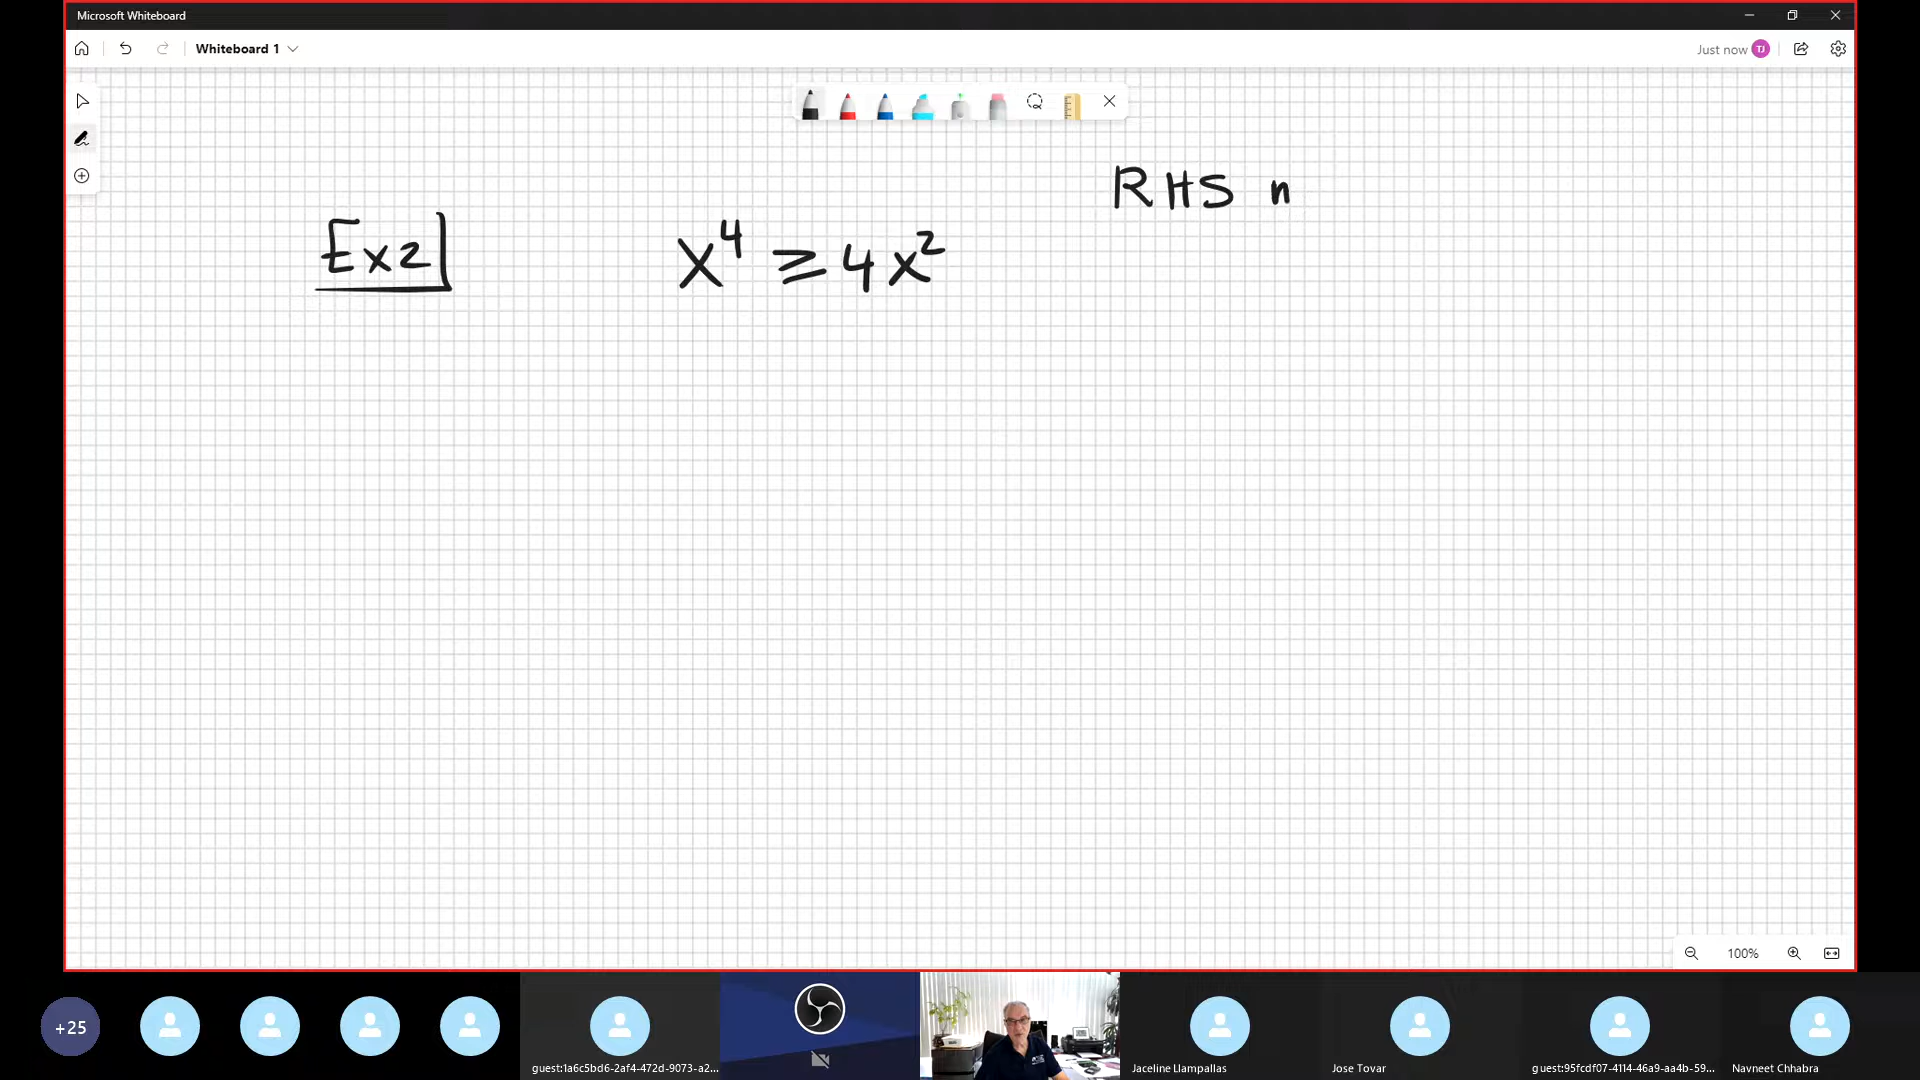 Microsoft Whiteboard
Whiteboard 1
Just now TJ
RHS n
Ex2
x⁴ ≥ 4x²
100%
+25
guest:1a6c5bd6-2af4-472d-9073-a2...
Jaceline Llampallas
Jose Tovar
guest:95fcdf07-4114-46a9-aa4b-59...
Navneet Chhabra